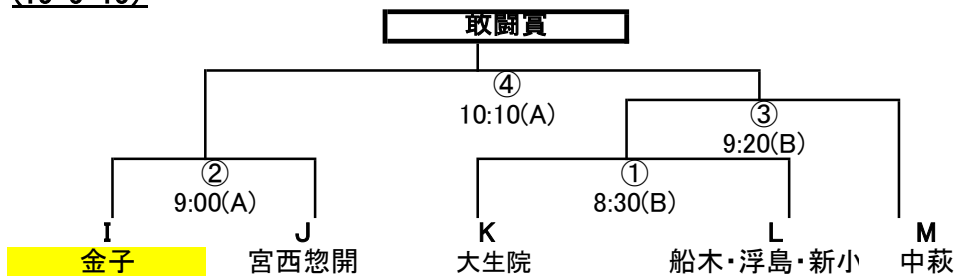 敢闘賞
④
10:10(A)
③
9:20(B)
②
9:00(A)
①
8:30(B)
I J K L M
金子 宮西惣開 大生院 船木・浮島・新小 中萩